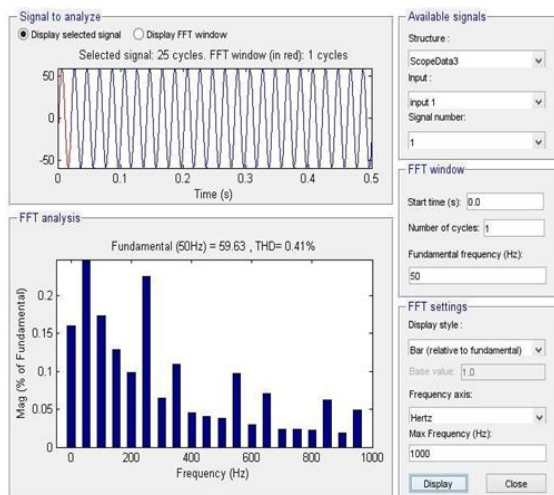 Signal to analyze
Display selected signal Display FFT window
Selected signal: 25 cycles. FFT window (in red): 1 cycles
50
0
-50
0 0.1 0.2 0.3 0.4 0.5
Time (s)
FFT analysis
Fundamental (50Hz) = 59.63 , THD= 0.41%
Mag (% of Fundamental)
0.2
0.15
0.1
0.05
0
0 200 400 600 800 1000
Frequency (Hz)
Available signals
Structure :
ScopeData3
Input :
input 1
Signal number:
1
FFT window
Start time (s): 0.0
Number of cycles: 1
Fundamental frequency (Hz):
50
FFT settings
Display style :
Bar (relative to fundamental)
Base value: 1.0
Frequency axis:
Hertz
Max Frequency (Hz):
1000
Display Close